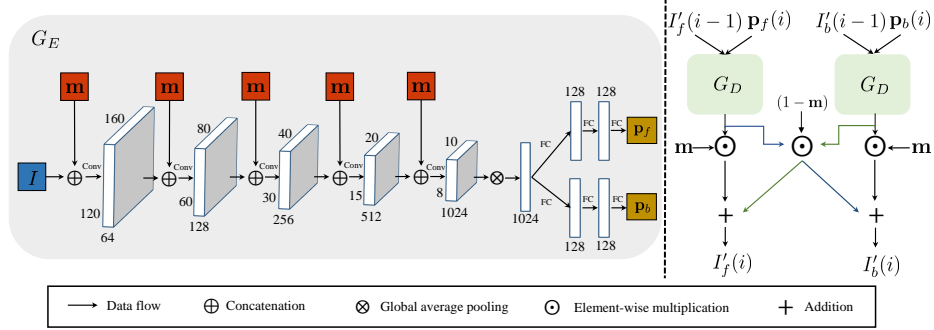 G_E
m m m m m
I
Conv Conv Conv Conv Conv
160 120 64
80 60 128
40 30 256
20 15 512
10 8 1024
1024
FC FC
128 128
FC FC
p_f
FC FC
128 128
p_b
I'_f(i−1) p_f(i)
I'_b(i−1) p_b(i)
G_D
G_D
(1−m)
m
m
+
+
I'_f(i)
I'_b(i)
Data flow
Concatenation
Global average pooling
Element-wise multiplication
+ Addition